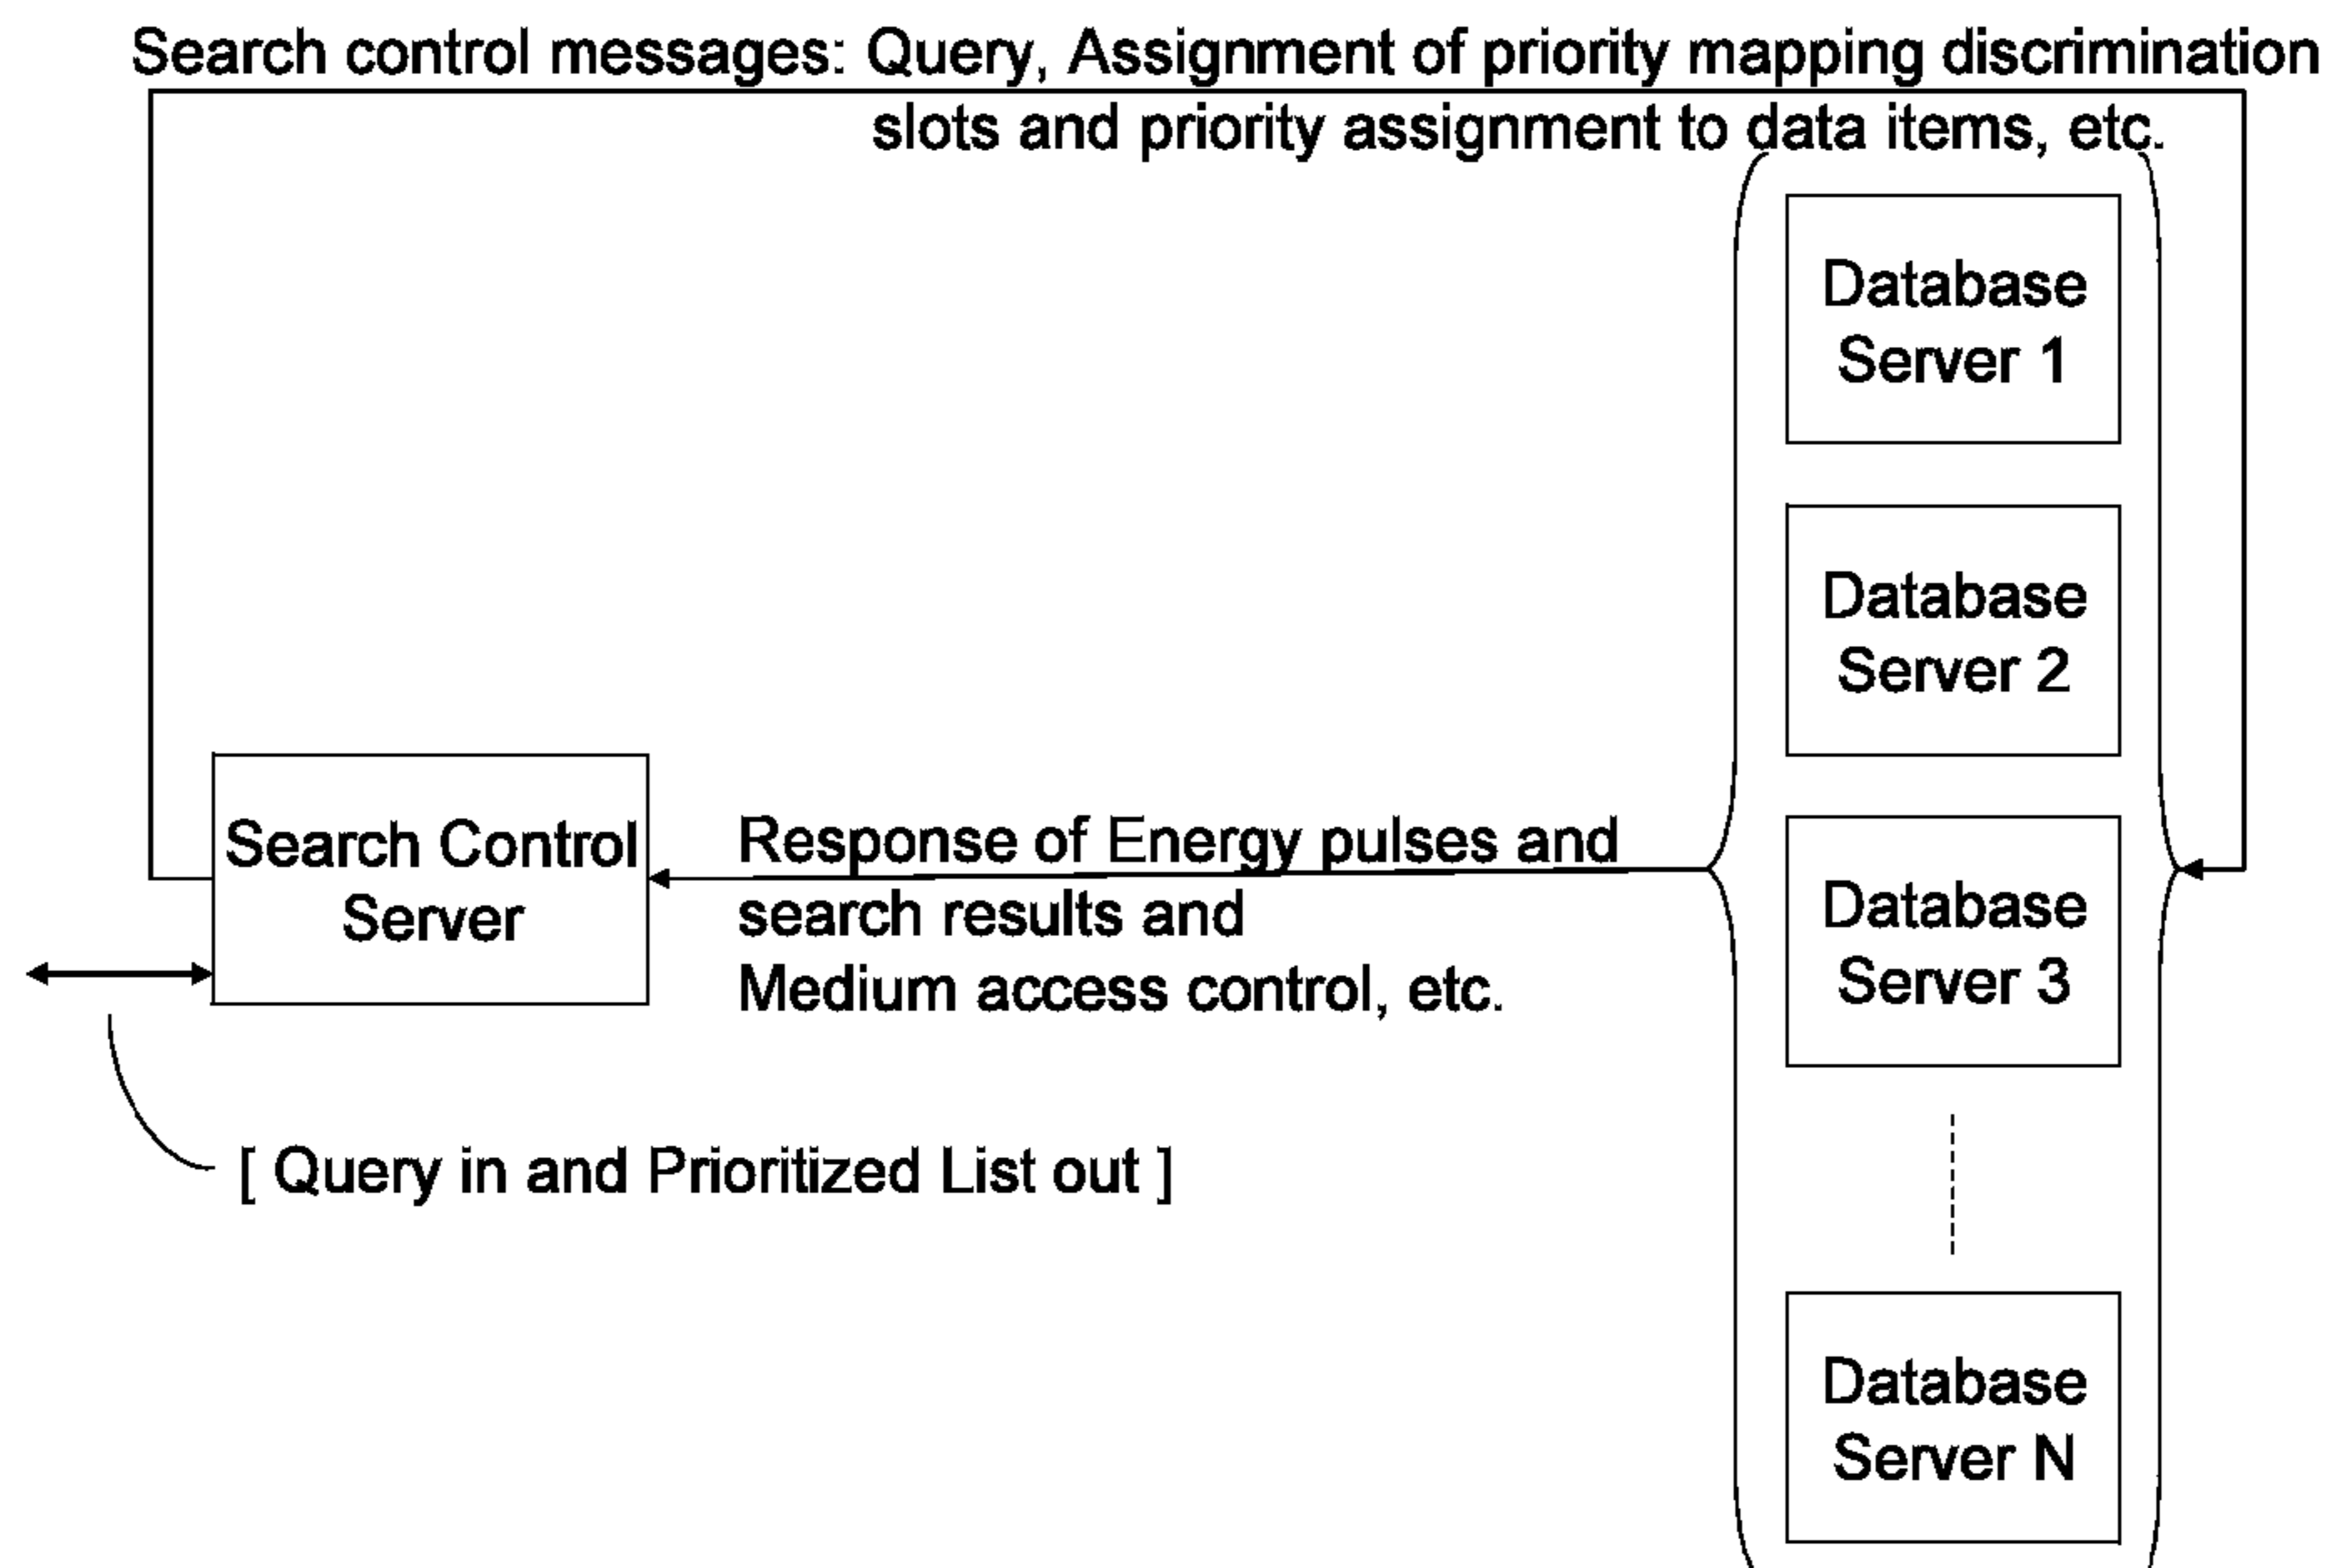 Search control messages: Query, Assignment of priority mapping discrimination
slots and priority assignment to data items, etc.
Database
Server 1
Database
Server 2
Search Control
Server
Response of Energy pulses and
search results and
Medium access control, etc.
Database
Server 3
[ Query in and Prioritized List out ]
Database
Server N